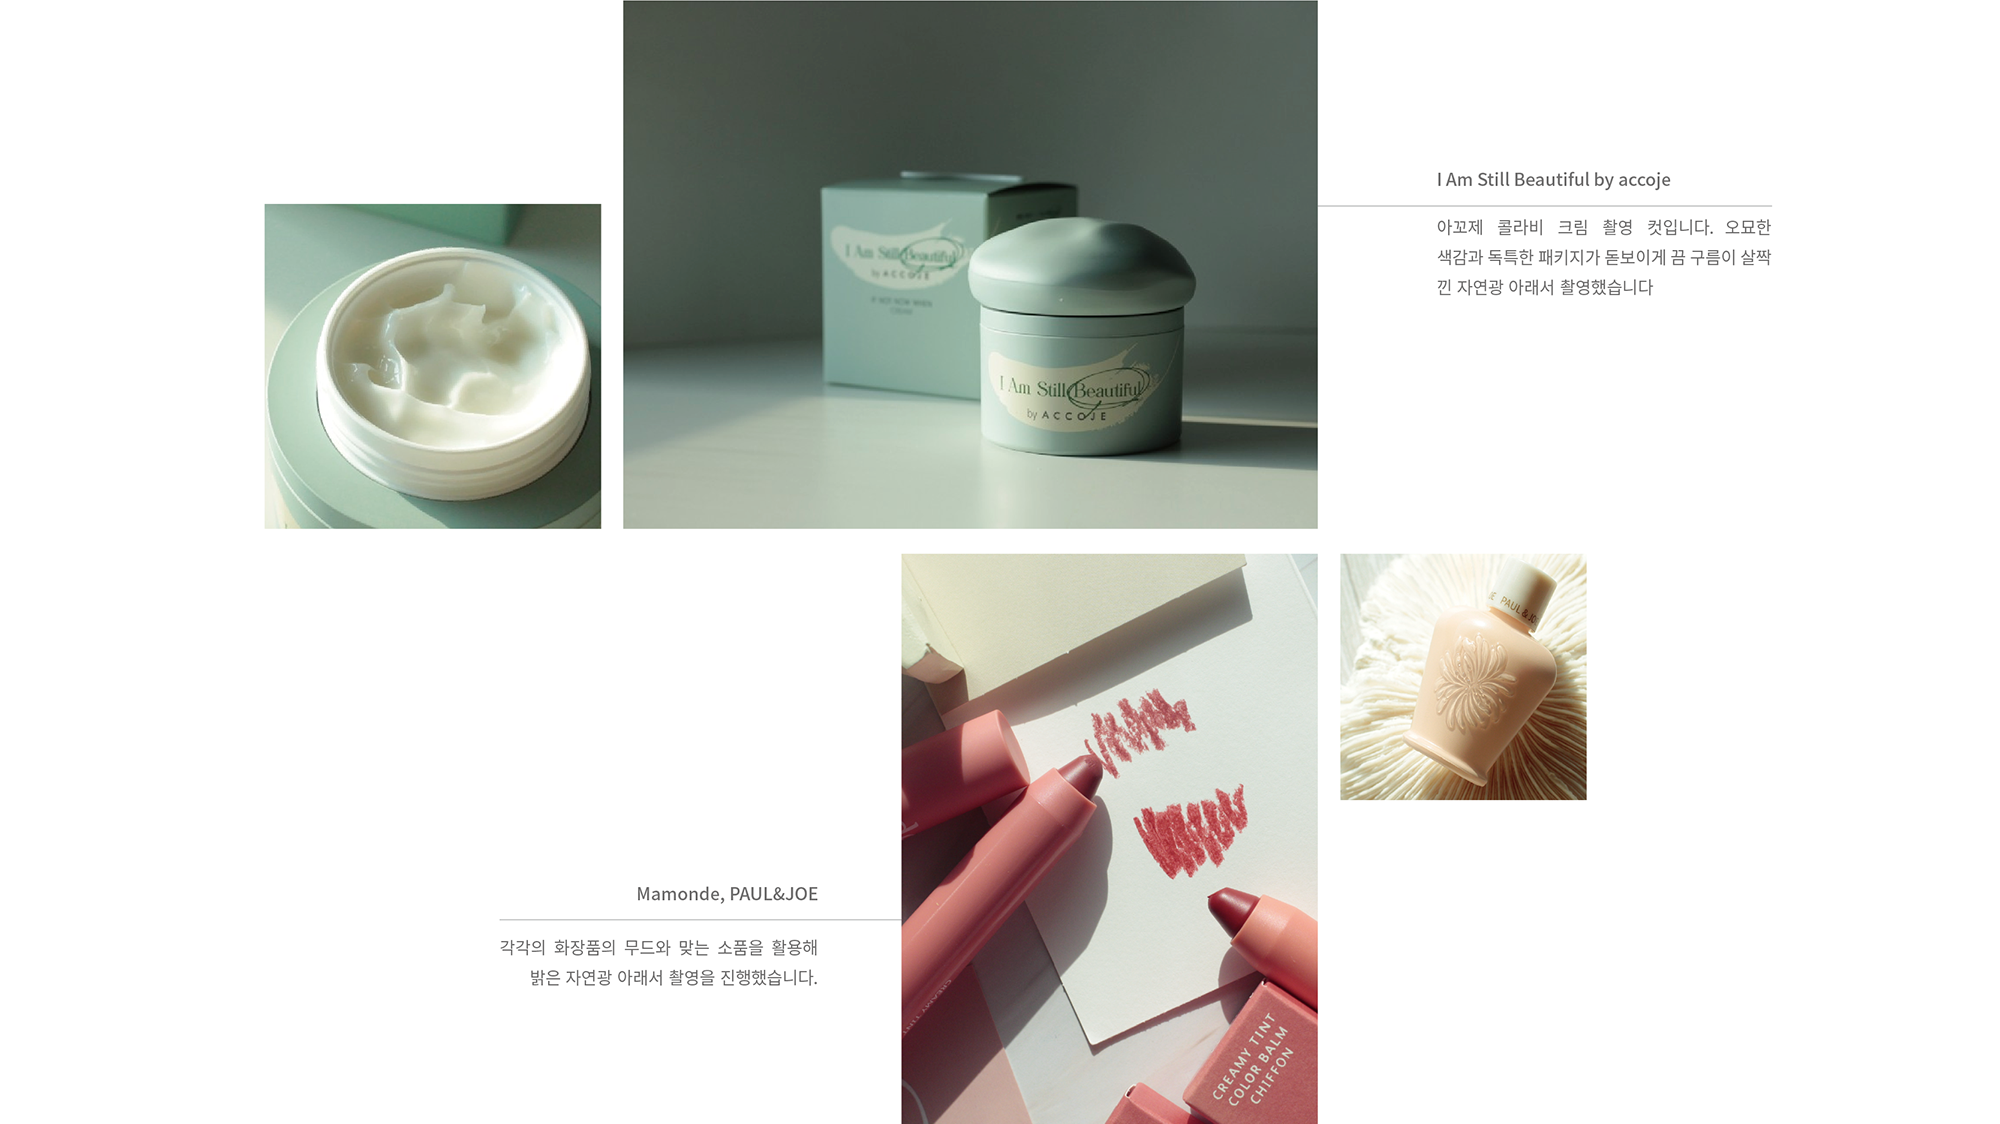 I Am Still Beautiful
by ACCOJE
I Am Still Beautiful
by ACCOJE
I Am Still Beautiful by accoje
아꼬제 콜라비 크림 촬영 컷입니다. 오묘한
색감과 독특한 패키지가 돋보이게 끔 구름이 살짝
낀 자연광 아래서 촬영했습니다
PAUL & JO
Mamonde, PAUL&JOE
각각의 화장품의 무드와 맞는 소품을 활용해
밝은 자연광 아래서 촬영을 진행했습니다.
CREAMY TINT
CREAMY TINT
COLOR BALM
CHIFFON